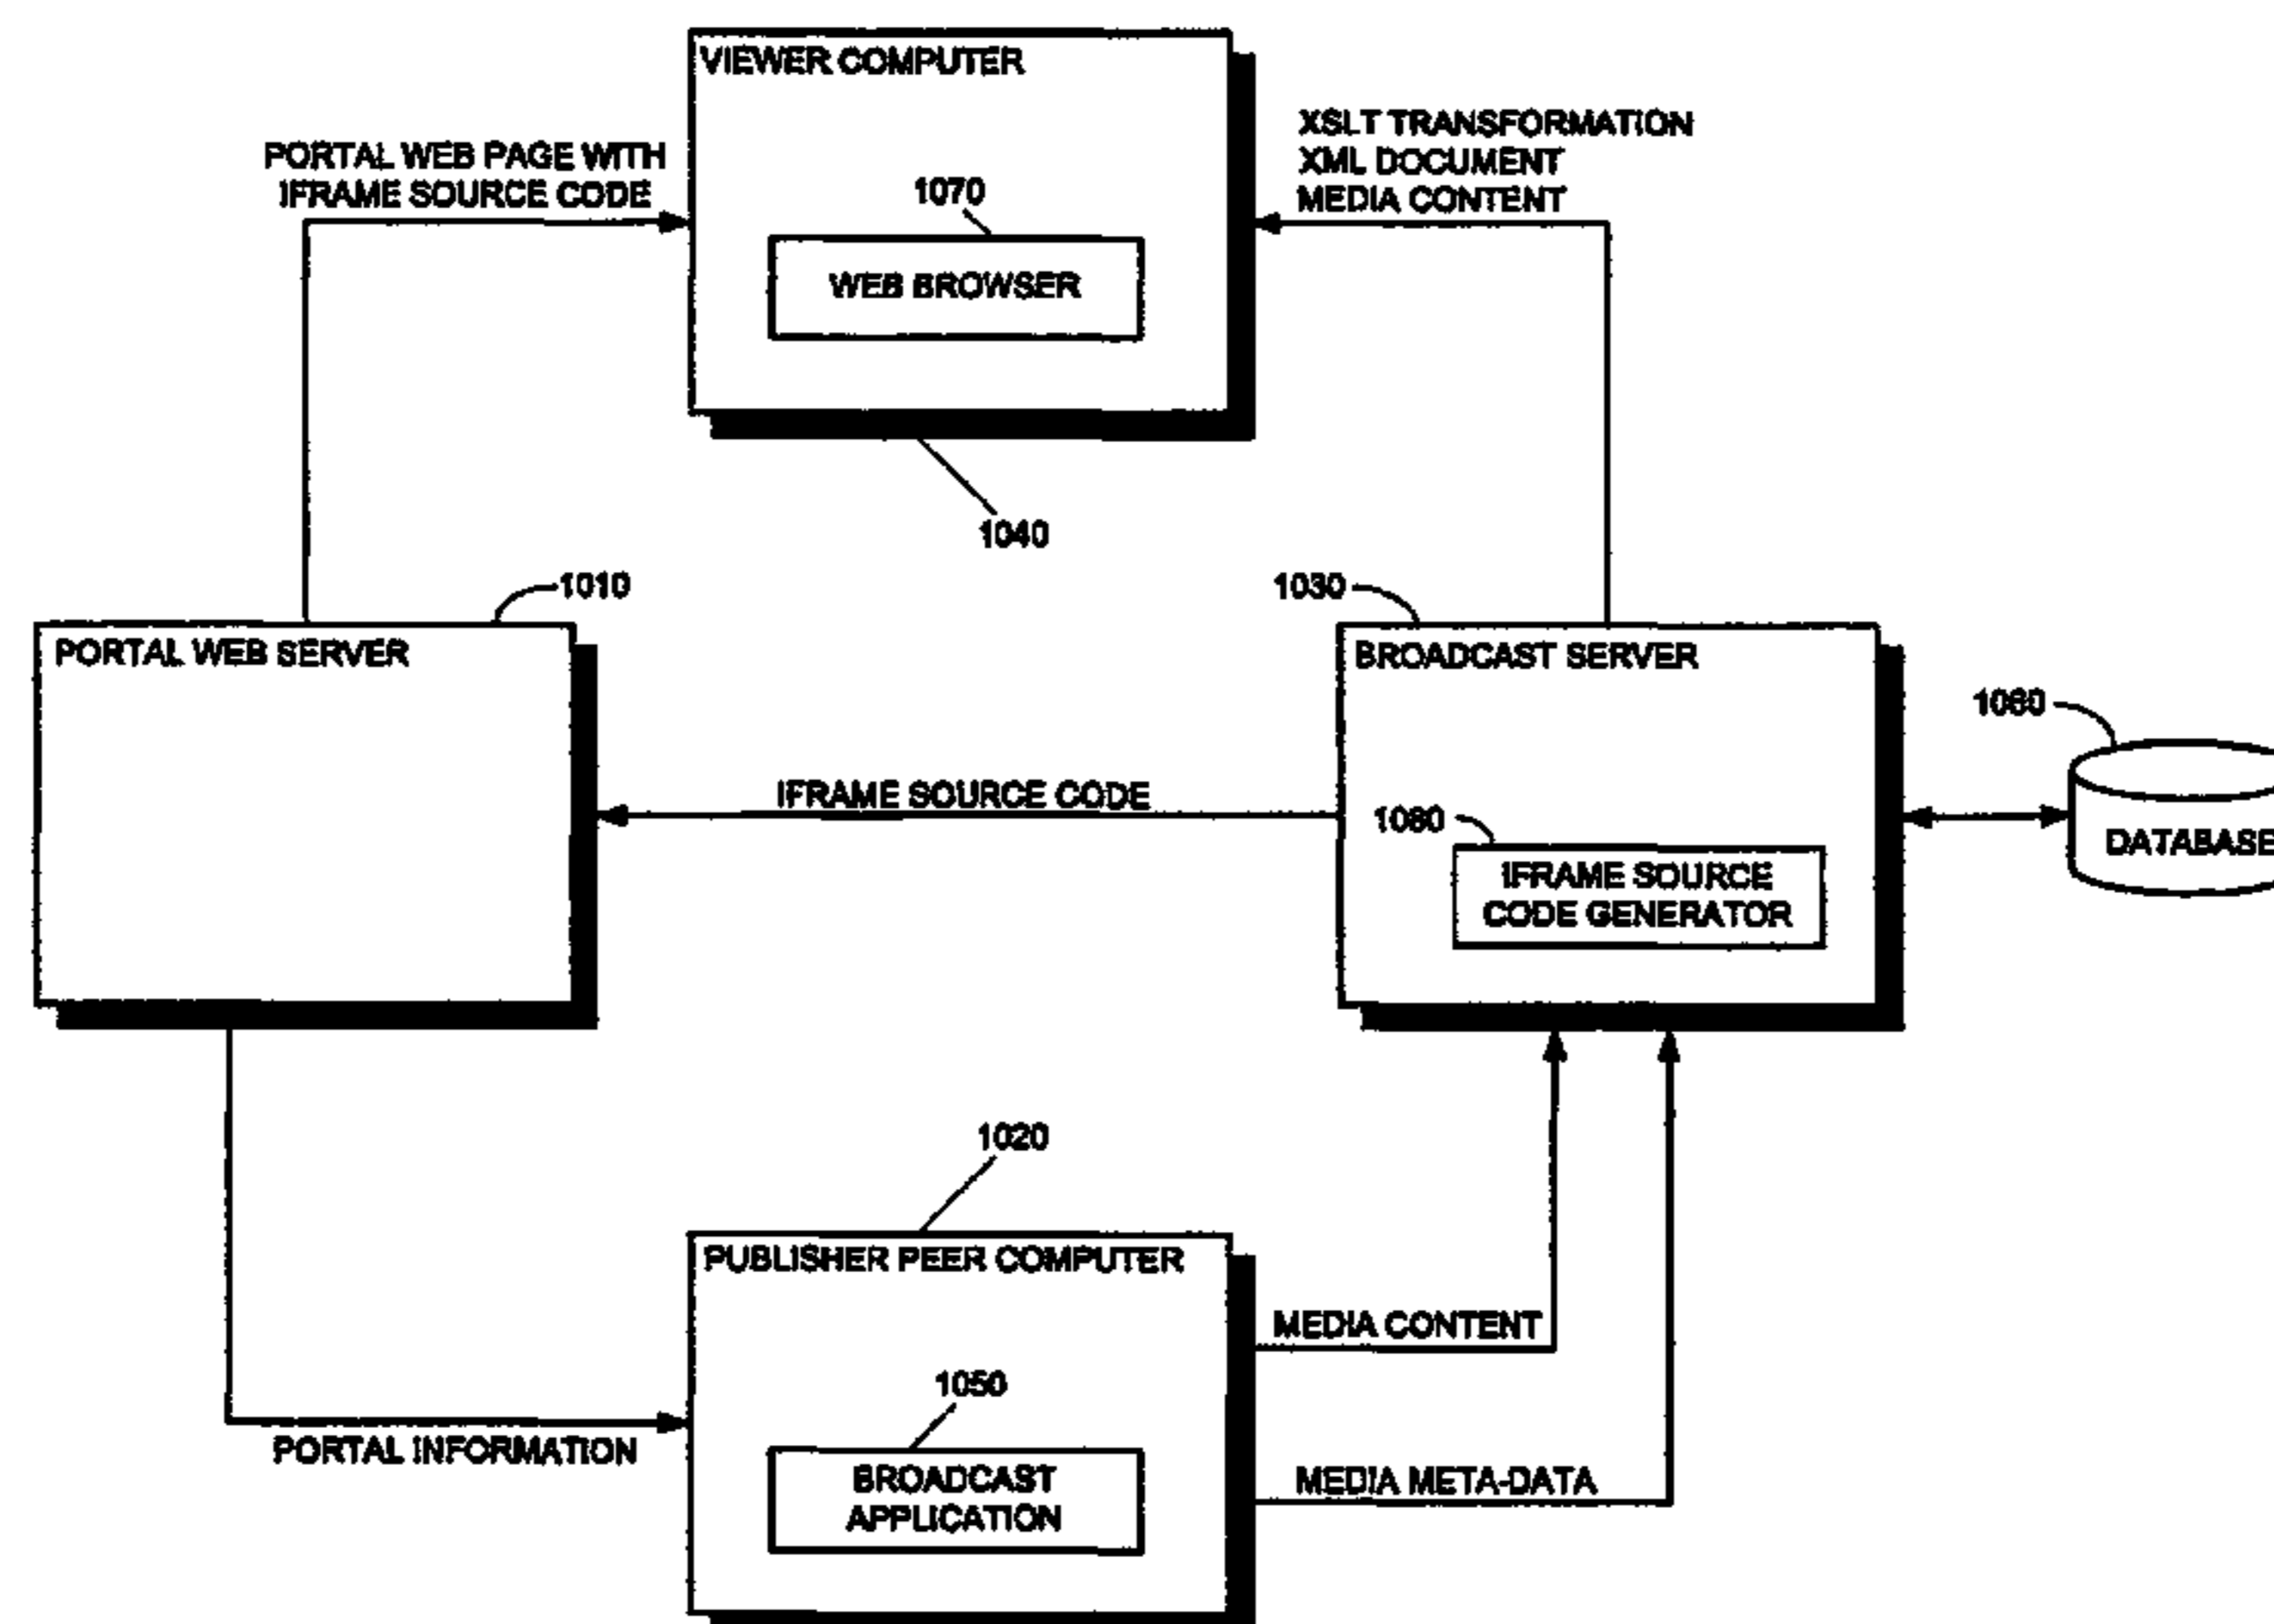 VIEWER COMPUTER
XSLT TRANSFORMATION
XML DOCUMENT
MEDIA CONTENT
PORTAL WEB PAGE WITH
IFRAME SOURCE CODE
1070
WEB BROWSER
1040
1010
1030
PORTAL WEB SERVER
BROADCAST SERVER
1060
IFRAME SOURCE CODE
1080
DATABASE
IFRAME SOURCE
CODE GENERATOR
1020
PUBLISHER PEER COMPUTER
MEDIA CONTENT
1050
PORTAL INFORMATION
BROADCAST
APPLICATION
MEDIA META-DATA